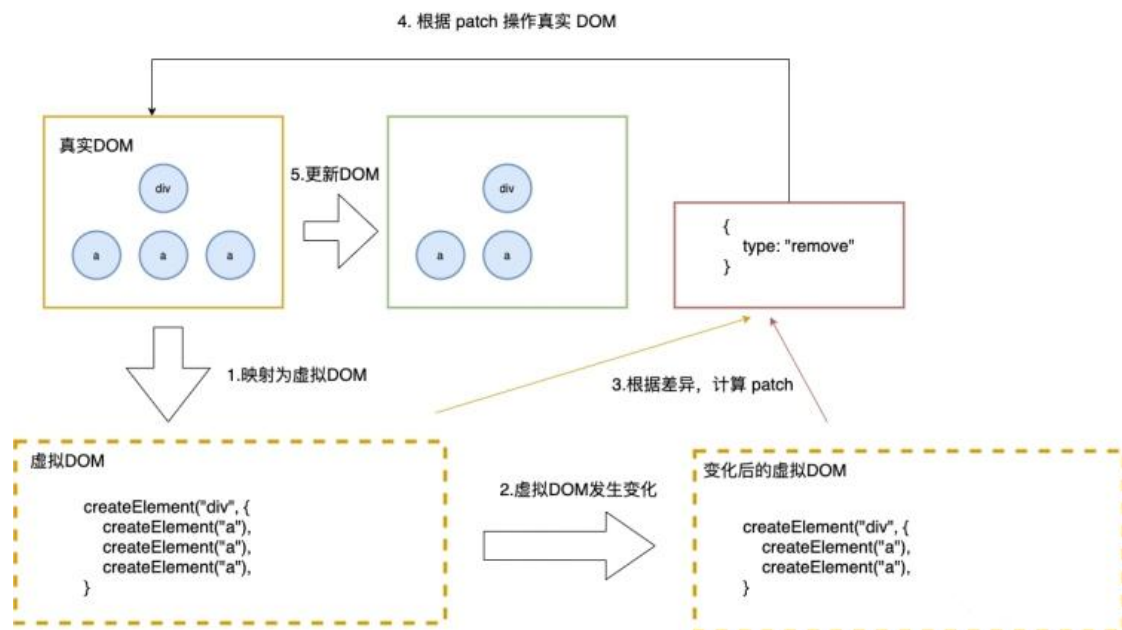 4. 根据 patch 操作真实 DOM
真实DOM
div
a
a
a
5.更新DOM
div
a
a
{
type: "remove"
}
1.映射为虚拟DOM
3.根据差异，计算 patch
虚拟DOM
createElement("div", {
createElement("a"),
createElement("a"),
createElement("a"),
}
2.虚拟DOM发生变化
变化后的虚拟DOM
createElement("div", {
createElement("a"),
createElement("a"),
}